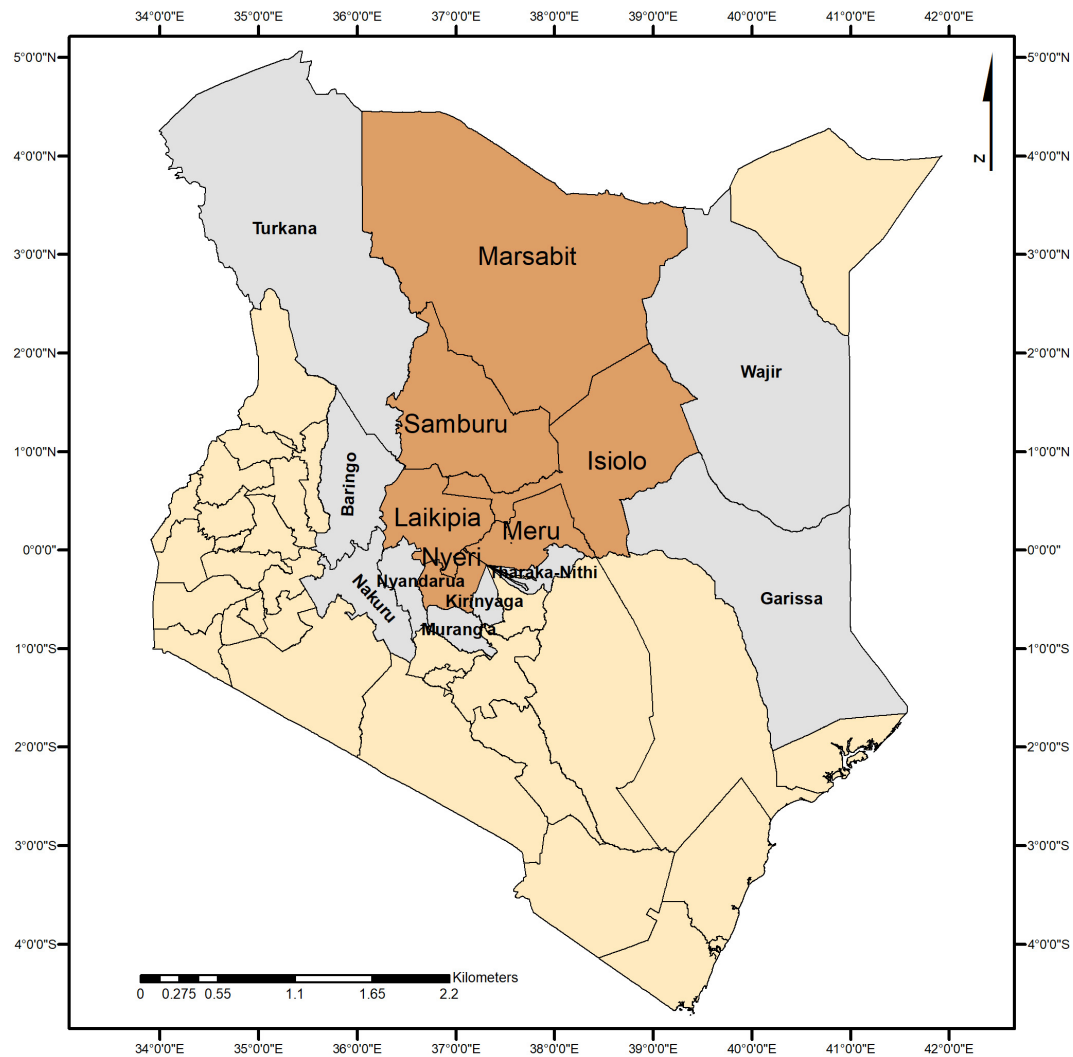 34°0'0"E 35°0'0"E 36°0'0"E 37°0'0"E 38°0'0"E 39°0'0"E 40°0'0"E 41°0'0"E 42°0'0"E
5°0'0"N 5°0'0"N
N
4°0'0"N 4°0'0"N
Turkana
3°0'0"N 3°0'0"N
Marsabit
2°0'0"N 2°0'0"N
Wajir
Samburu
1°0'0"N 1°0'0"N
Isiolo
Baringo
Laikipia
Meru
0°0'0" 0°0'0"
Nyeri
Tharaka-Nithi
Nyandarua
Nakuru
Kirinyaga
Garissa
Murang'a
1°0'0"S 1°0'0"S
2°0'0"S 2°0'0"S
3°0'0"S 3°0'0"S
4°0'0"S 4°0'0"S
Kilometers
0 0.275 0.55 1.1 1.65 2.2
34°0'0"E 35°0'0"E 36°0'0"E 37°0'0"E 38°0'0"E 39°0'0"E 40°0'0"E 41°0'0"E 42°0'0"E